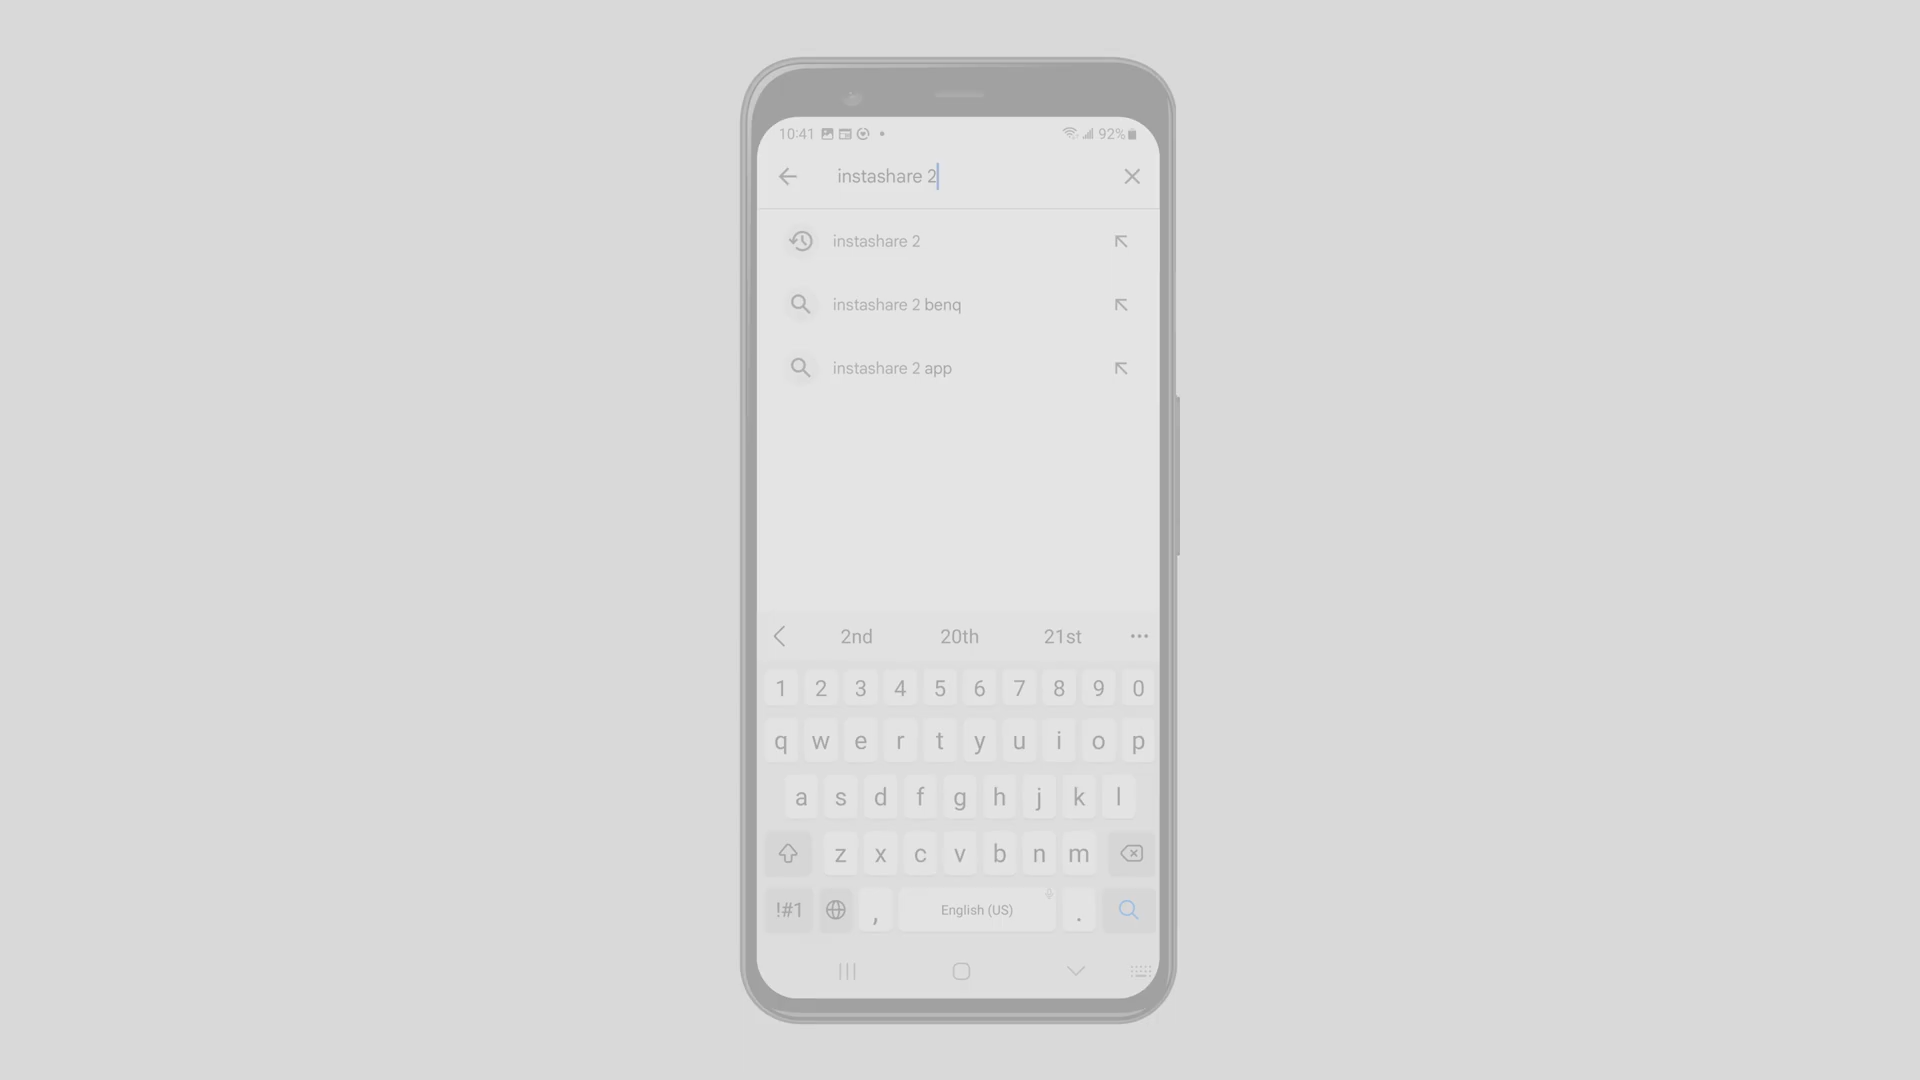 10:41 92%
instashare 2
instashare 2
instashare 2 benq
instashare 2 app
2nd 20th 21st
1 2 3 4 5 6 7 8 9 0
q w e r t y u i o p
a s d f g h j k l
z x c v b n m
!#1 , English (US) .